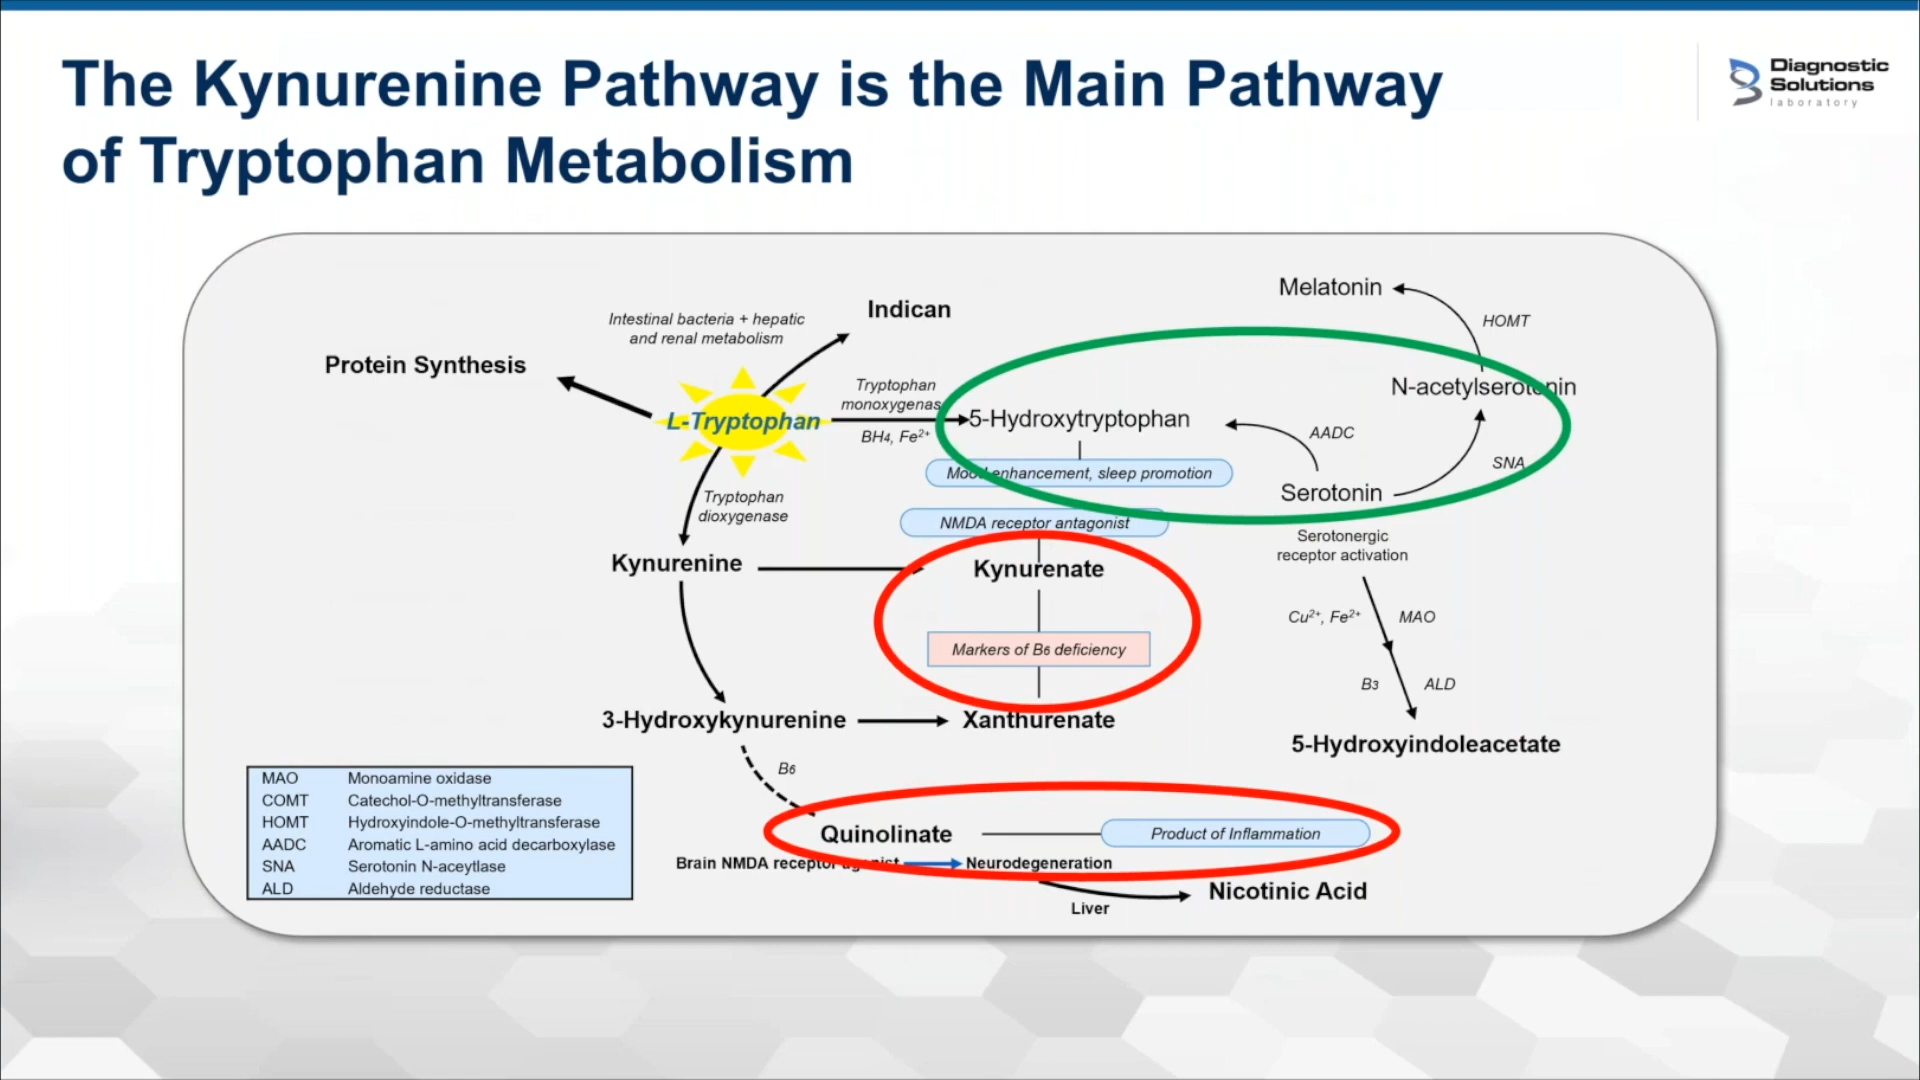 The Kynurenine Pathway is the Main Pathway
of Tryptophan Metabolism
Diagnostic
Solutions
laboratory
Melatonin
HOMT
Indican
Intestinal bacteria + hepatic
and renal metabolism
Protein Synthesis
Tryptophan
monoxygenas
N-acetylserotonin
L-Tryptophan
5-Hydroxytryptophan
BH4, Fe2+
AADC
SNA
Mood enhancement, sleep promotion
Serotonin
Tryptophan
dioxygenase
NMDA receptor antagonist
Serotonergic
receptor activation
Kynurenine
Kynurenate
Cu2+, Fe2+
MAO
Markers of B6 deficiency
B3
ALD
3-Hydroxykynurenine
Xanthurenate
5-Hydroxyindoleacetate
B6
MAO Monoamine oxidase
COMT Catechol-O-methyltransferase
HOMT Hydroxyindole-O-methyltransferase
AADC Aromatic L-amino acid decarboxylase
SNA Serotonin N-aceytlase
ALD Aldehyde reductase
Quinolinate
Product of Inflammation
Brain NMDA receptor agonist
Neurodegeneration
Nicotinic Acid
Liver